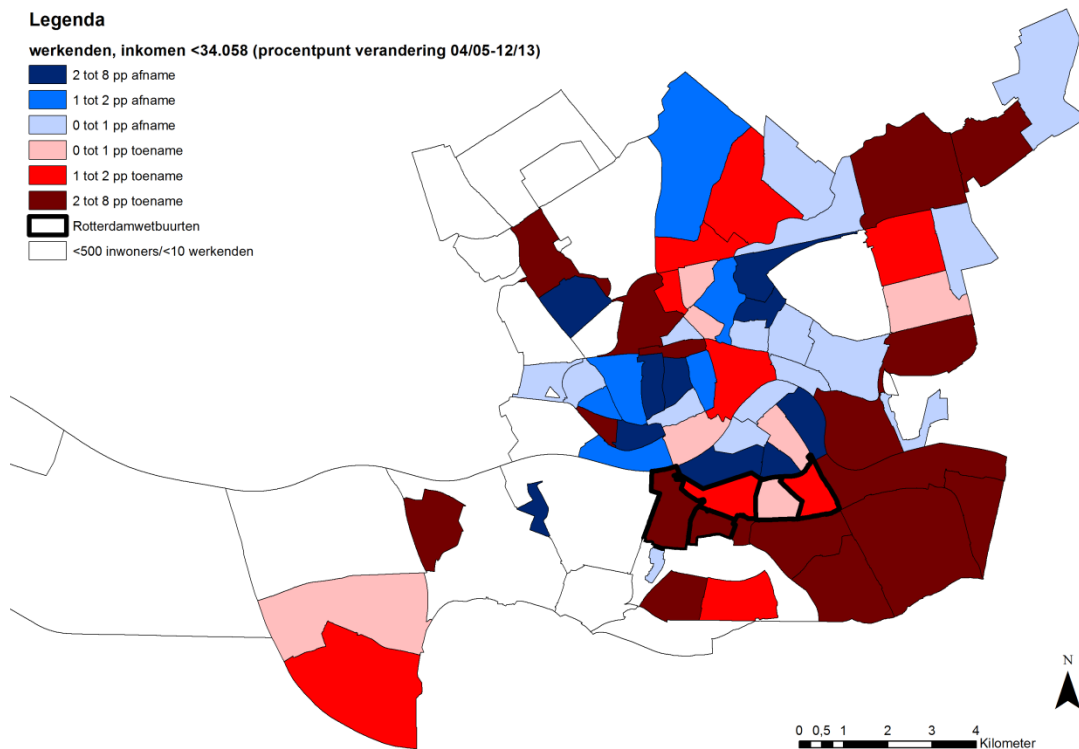 Legenda
werkenden, inkomen <34.058 (procentpunt verandering 04/05-12/13)
2 tot 8 pp afname
1 tot 2 pp afname
0 tot 1 pp afname
0 tot 1 pp toename
1 tot 2 pp toename
2 tot 8 pp toename
Rotterdamwetbuurten
<500 inwoners/<10 werkenden
N
0 0,5 1 2 3 4
Kilometer